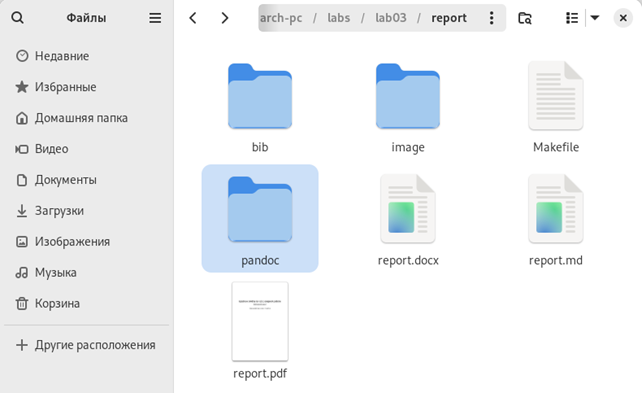 Файлы
arch-pc / labs / lab03 / report
Недавние
Избранные
Домашняя папка
Видео
Документы
Загрузки
Изображения
Музыка
Корзина
Другие расположения
bib
image
Makefile
pandoc
report.docx
report.md
report.pdf